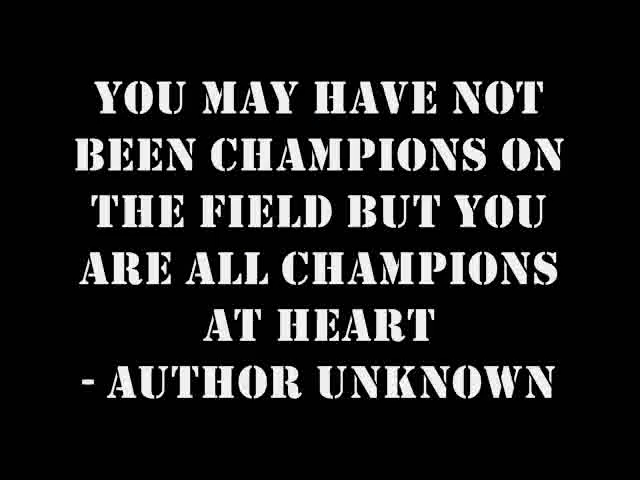 YOU MAY HAVE NOT
BEEN CHAMPIONS ON
THE FIELD BUT YOU
ARE ALL CHAMPIONS
AT HEART
- AUTHOR UNKNOWN